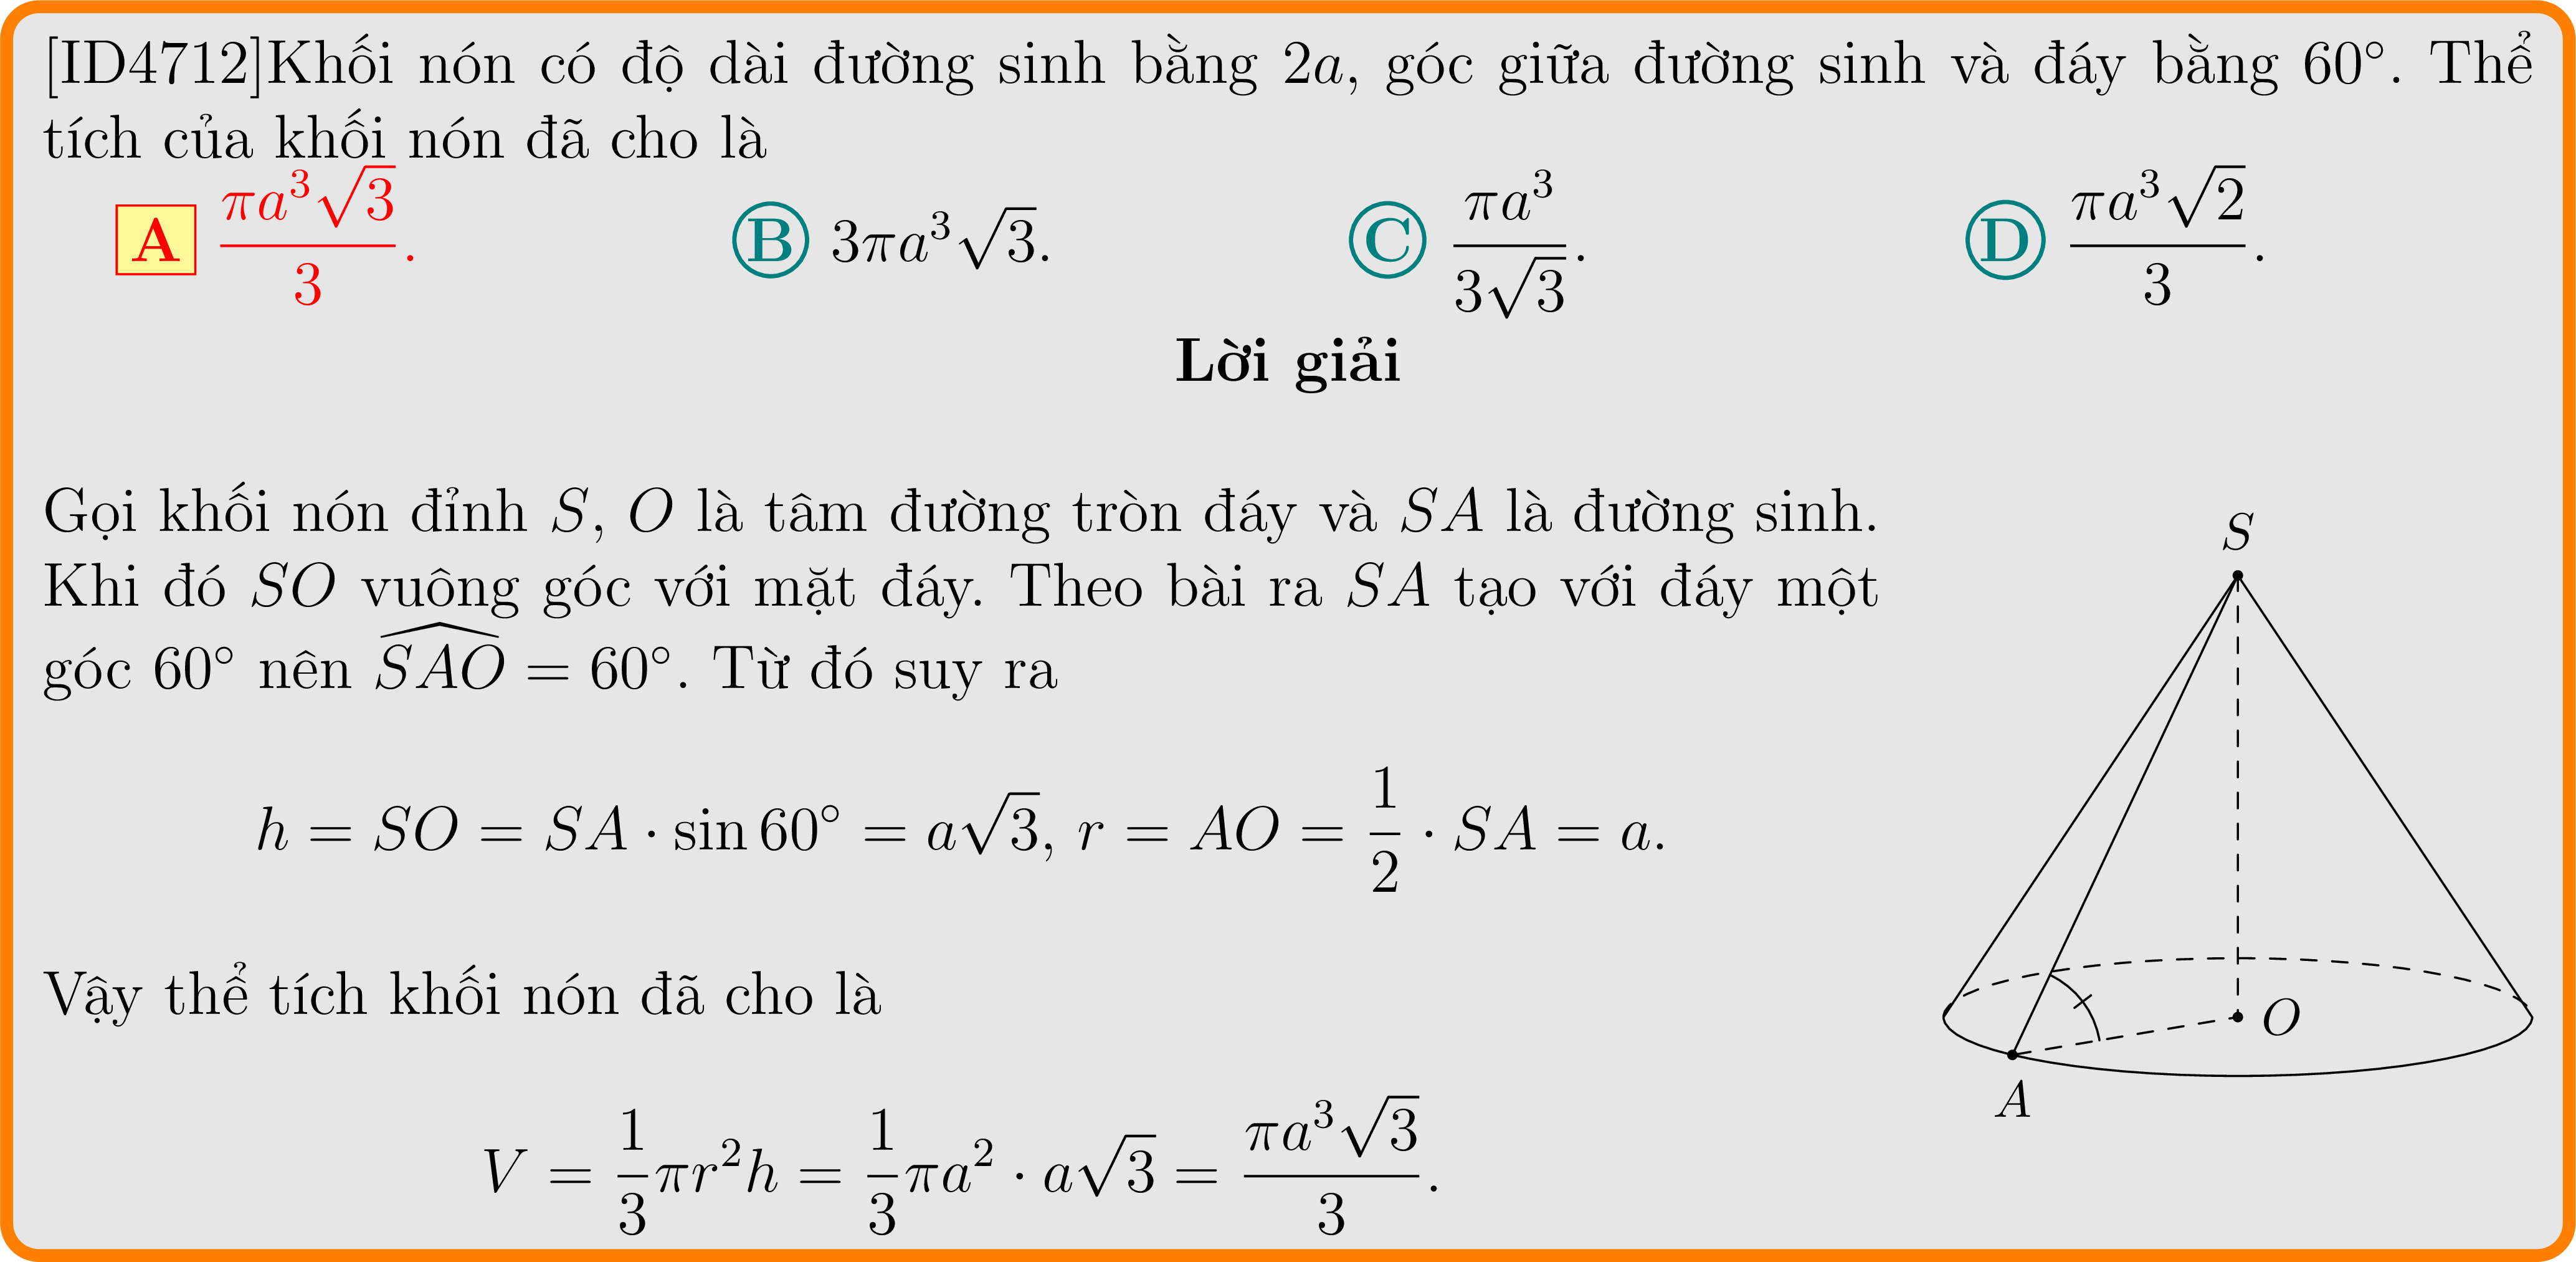 [ID4712]Khối nón có độ dài đường sinh bằng 2a, góc giữa đường sinh và đáy bằng 60°. Thể
tích của khối nón đã cho là
A $\frac{\pi a^3\sqrt{3}}{3}$. B $3\pi a^3\sqrt{3}$. C $\frac{\pi a^3}{3\sqrt{3}}$. D $\frac{\pi a^3\sqrt{2}}{3}$.
Lời giải
Gọi khối nón đỉnh S, O là tâm đường tròn đáy và SA là đường sinh.
Khi đó SO vuông góc với mặt đáy. Theo bài ra SA tạo với đáy một
góc 60° nên $\widehat{SAO}$ = 60°. Từ đó suy ra
$h = SO = SA \cdot \sin 60^\circ = a\sqrt{3}$, $r = AO = \frac{1}{2} \cdot SA = a$.
Vậy thể tích khối nón đã cho là
$V = \frac{1}{3}\pi r^2 h = \frac{1}{3}\pi a^2 \cdot a\sqrt{3} = \frac{\pi a^3\sqrt{3}}{3}$.
S
O
A